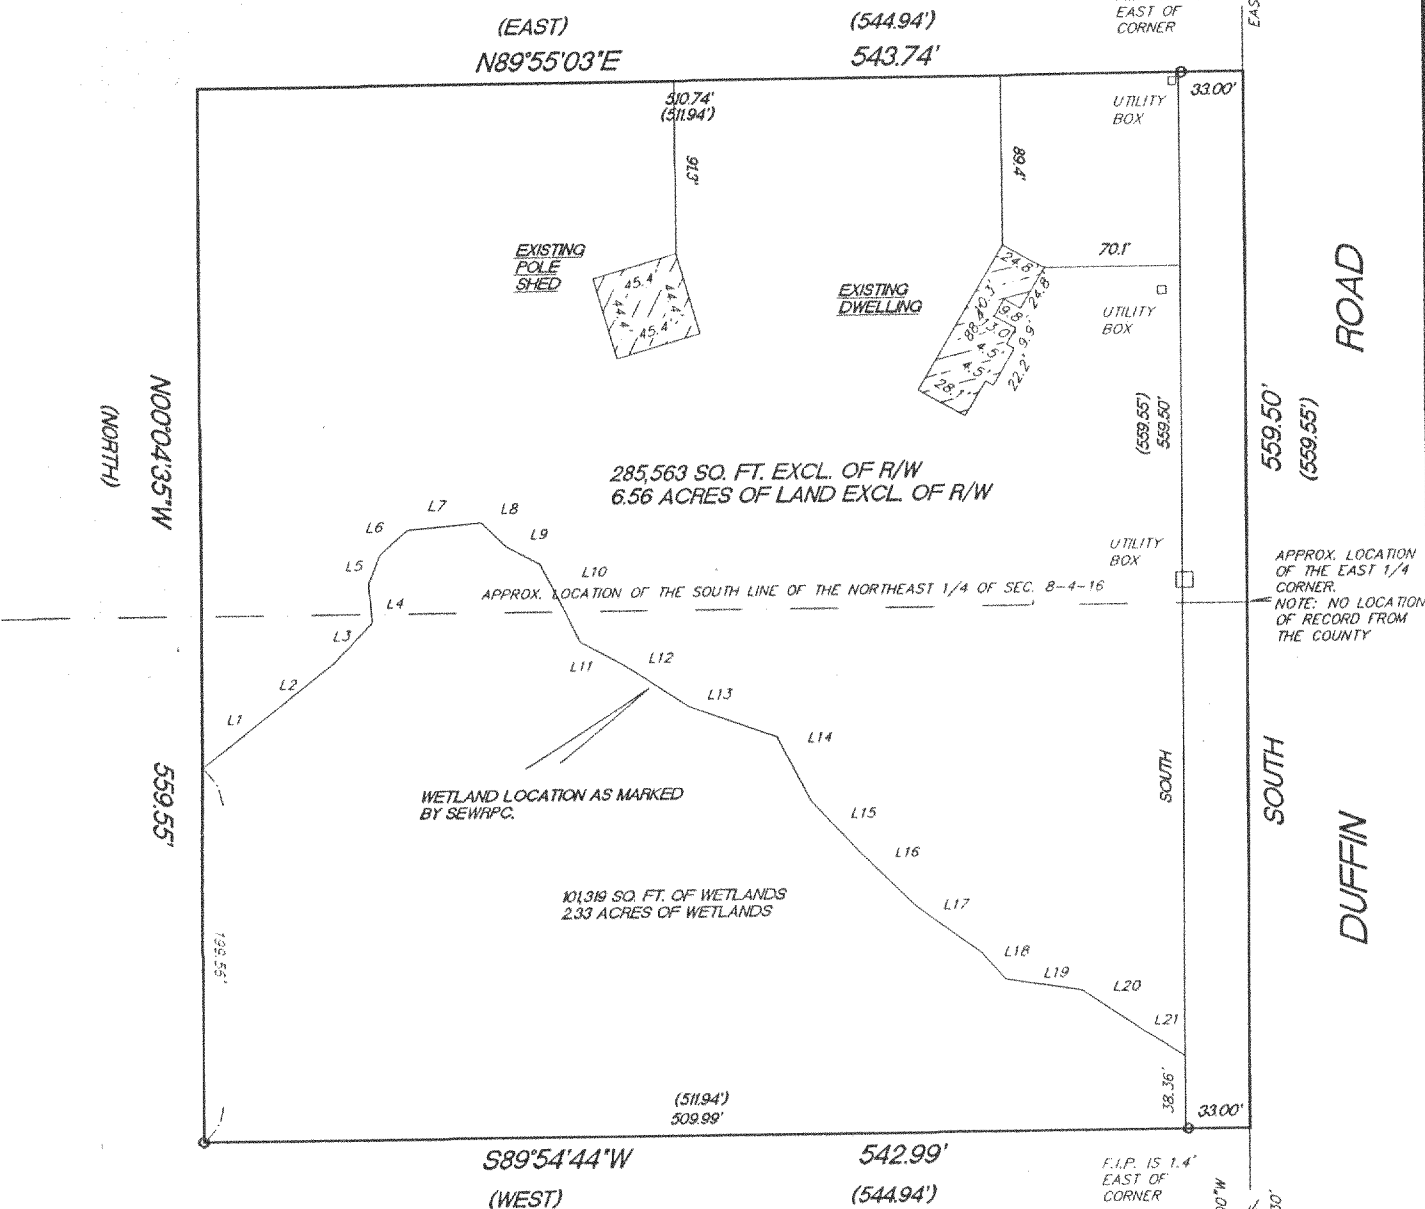 (EAST)
N89°55'03"E
(544.94')
543.74'
EAST OF
CORNER
EAS
510.74'
(511.94')
33.00'
UTILITY
BOX
91.3'
89.4'
70.1'
EXISTING
POLE
SHED
45.4'
44.4'
44.4'
45.4'
EXISTING
DWELLING
24.8'
24.8'
40.3'
88.4'
9.8'
13.0'
9.9'
4.5'
4.5'
22.2'
28.1'
UTILITY
BOX
ROAD
N00°04'35"W
(NORTH)
(559.55')
559.50'
559.50'
(559.55')
285,563 SQ. FT. EXCL. OF R/W
6.56 ACRES OF LAND EXCL. OF R/W
L7
L8
L6
L9
L5
L10
L4
UTILITY
BOX
APPROX. LOCATION OF THE SOUTH LINE OF THE NORTHEAST 1/4 OF SEC. 8-4-16
APPROX. LOCATION
OF THE EAST 1/4
CORNER.
NOTE: NO LOCATION
OF RECORD FROM
THE COUNTY
L3
L11
L12
L2
L13
L1
L14
559.55'
WETLAND LOCATION AS MARKED
BY SEWRPC.
SOUTH
SOUTH
L15
L16
DUFFIN
101,319 SQ. FT. OF WETLANDS
2.33 ACRES OF WETLANDS
L17
L18
L19
L20
L21
199.56'
38.36'
(511.94')
509.99'
33.00'
S89°54'44"W
(WEST)
542.99'
(544.94')
F.I.P. IS 1.4'
EAST OF
CORNER
00"W
30'